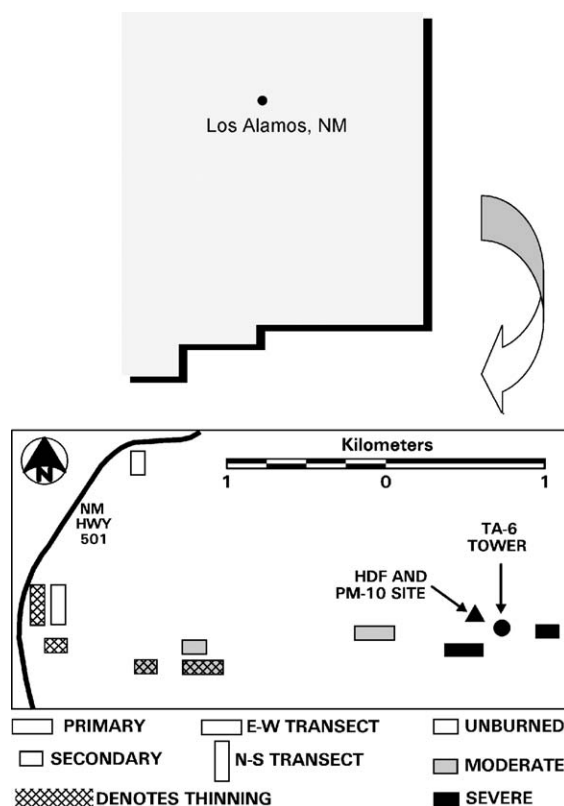 Los Alamos, NM
Kilometers
1 0 1
N
NM
HWY
501
TA-6
TOWER
HDF AND
PM-10 SITE
PRIMARY
E-W TRANSECT
UNBURNED
SECONDARY
N-S TRANSECT
MODERATE
DENOTES THINNING
SEVERE